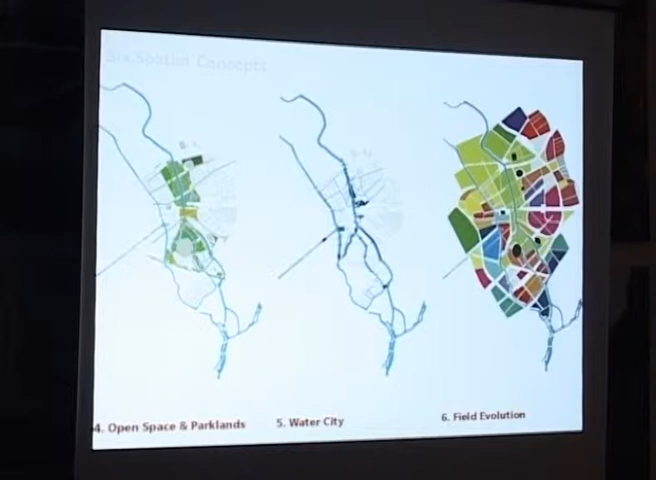 Six Spatial Concepts
4. Open Space & Parklands
5. Water City
6. Field Evolution